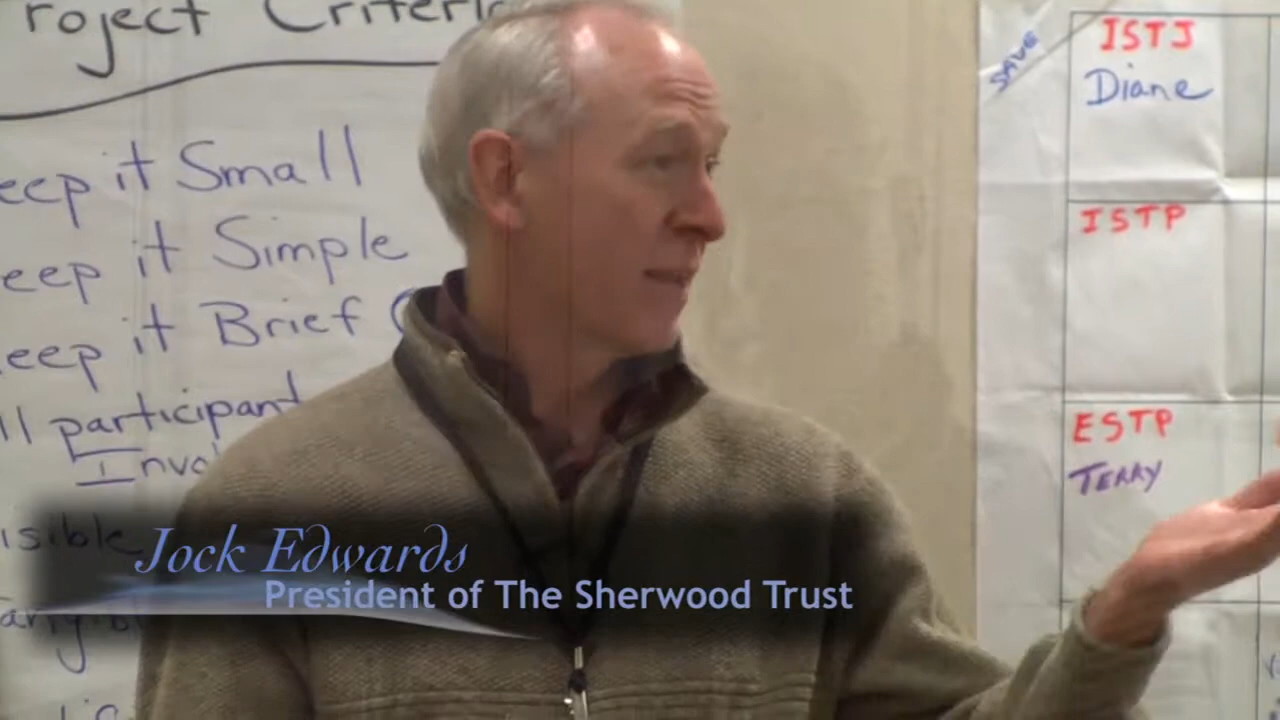 roject Criteri
eep it Small
eep it Simple
eep it Brief
ll participant
Invo
isible
SAVE
ISTJ
Diane
ISTP
ESTP
TERRY
Jock Edwards
President of The Sherwood Trust